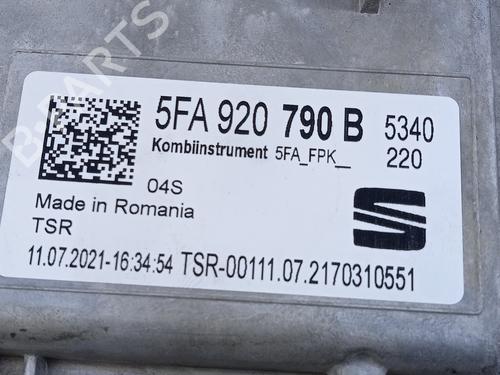 B-PARTS
5FA 920 790 B 5340
Kombiinstrument 5FA_FPK__ 220
04S
Made in Romania
TSR
11.07.2021-16:34:54 TSR-00111.07.2170310551